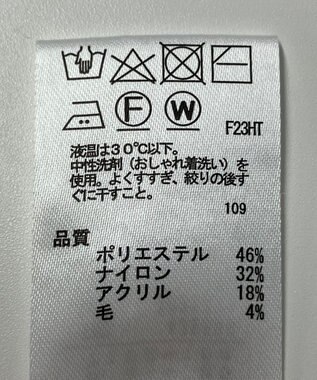 F W F23HT
液温は30℃以下。
中性洗剤(おしゃれ着洗い)を
使用。よくすすぎ、絞りの後す
ぐに干すこと。
109
品質
ポリエステル 46%
ナイロン 32%
アクリル 18%
毛 4%